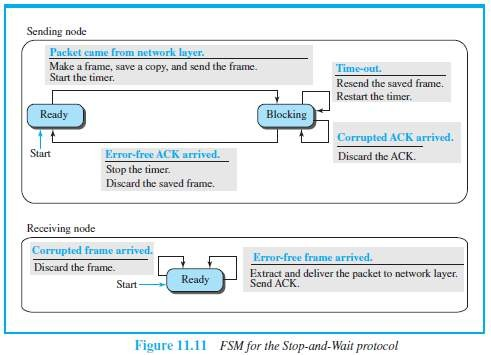 Sending node
Packet came from network layer.
Make a frame, save a copy, and send the frame.
Start the timer.
Time-out.
Resend the saved frame.
Restart the timer.
Ready
Blocking
Corrupted ACK arrived.
Discard the ACK.
Start
Error-free ACK arrived.
Stop the timer.
Discard the saved frame.
Receiving node
Corrupted frame arrived.
Discard the frame.
Start
Ready
Error-free frame arrived.
Extract and deliver the packet to network layer.
Send ACK.
Figure 11.11 FSM for the Stop-and-Wait protocol